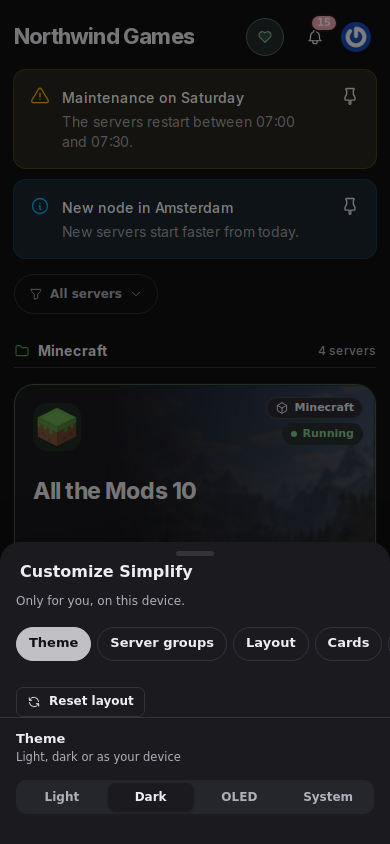 Northwind Games
15
Maintenance on Saturday
The servers restart between 07:00
and 07:30.
New node in Amsterdam
New servers start faster from today.
All servers
Minecraft
4 servers
Minecraft
Running
All the Mods 10
Customize Simplify
Only for you, on this device.
Theme
Server groups
Layout
Cards
Reset layout
Theme
Light, dark or as your device
Light
Dark
OLED
System